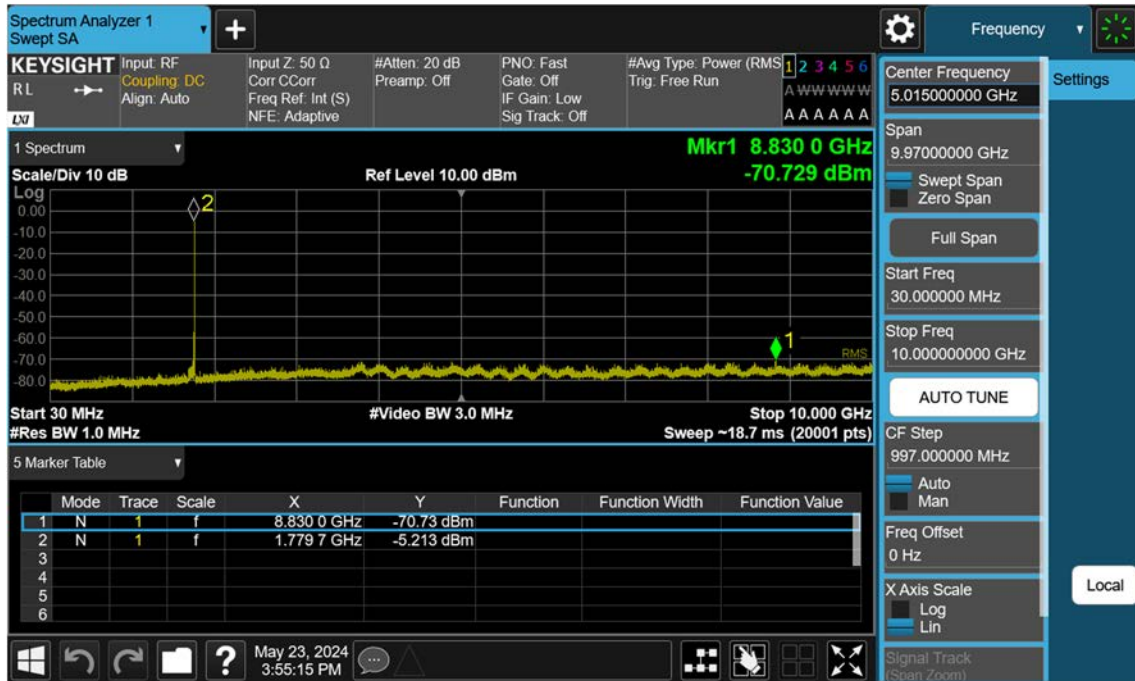 Spectrum Analyzer 1
Swept SA
Frequency
KEYSIGHT
RL
LXI
Input: RF
Coupling: DC
Align: Auto
Input Z: 50 Ω
Corr CCorr
Freq Ref: Int (S)
NFE: Adaptive
#Atten: 20 dB
Preamp: Off
PNO: Fast
Gate: Off
IF Gain: Low
Sig Track: Off
#Avg Type: Power (RMS
Trig: Free Run
1 2 3 4 5 6
A W W W W W
A A A A A A
1 Spectrum
Mkr1 8.830 0 GHz
Scale/Div 10 dB
Ref Level 10.00 dBm
-70.729 dBm
Log
0.00
-10.0
-20.0
-30.0
-40.0
-50.0
-60.0
-70.0
-80.0
2
1
RMS
Start 30 MHz
#Video BW 3.0 MHz
Stop 10.000 GHz
#Res BW 1.0 MHz
Sweep ~18.7 ms (20001 pts)
5 Marker Table
Mode Trace Scale X Y Function Function Width Function Value
1 N 1 f 8.830 0 GHz -70.73 dBm
2 N 1 f 1.779 7 GHz -5.213 dBm
3
4
5
6
?
May 23, 2024
3:55:15 PM
Center Frequency
5.015000000 GHz
Settings
Span
9.97000000 GHz
Swept Span
Zero Span
Full Span
Start Freq
30.000000 MHz
Stop Freq
10.000000000 GHz
AUTO TUNE
CF Step
997.000000 MHz
Auto
Man
Freq Offset
0 Hz
X Axis Scale
Log
Lin
Local
Signal Track
(Span Zoom)